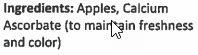 Ingredients: Apples, Calcium
Ascorbate (to maintain freshness
and color)